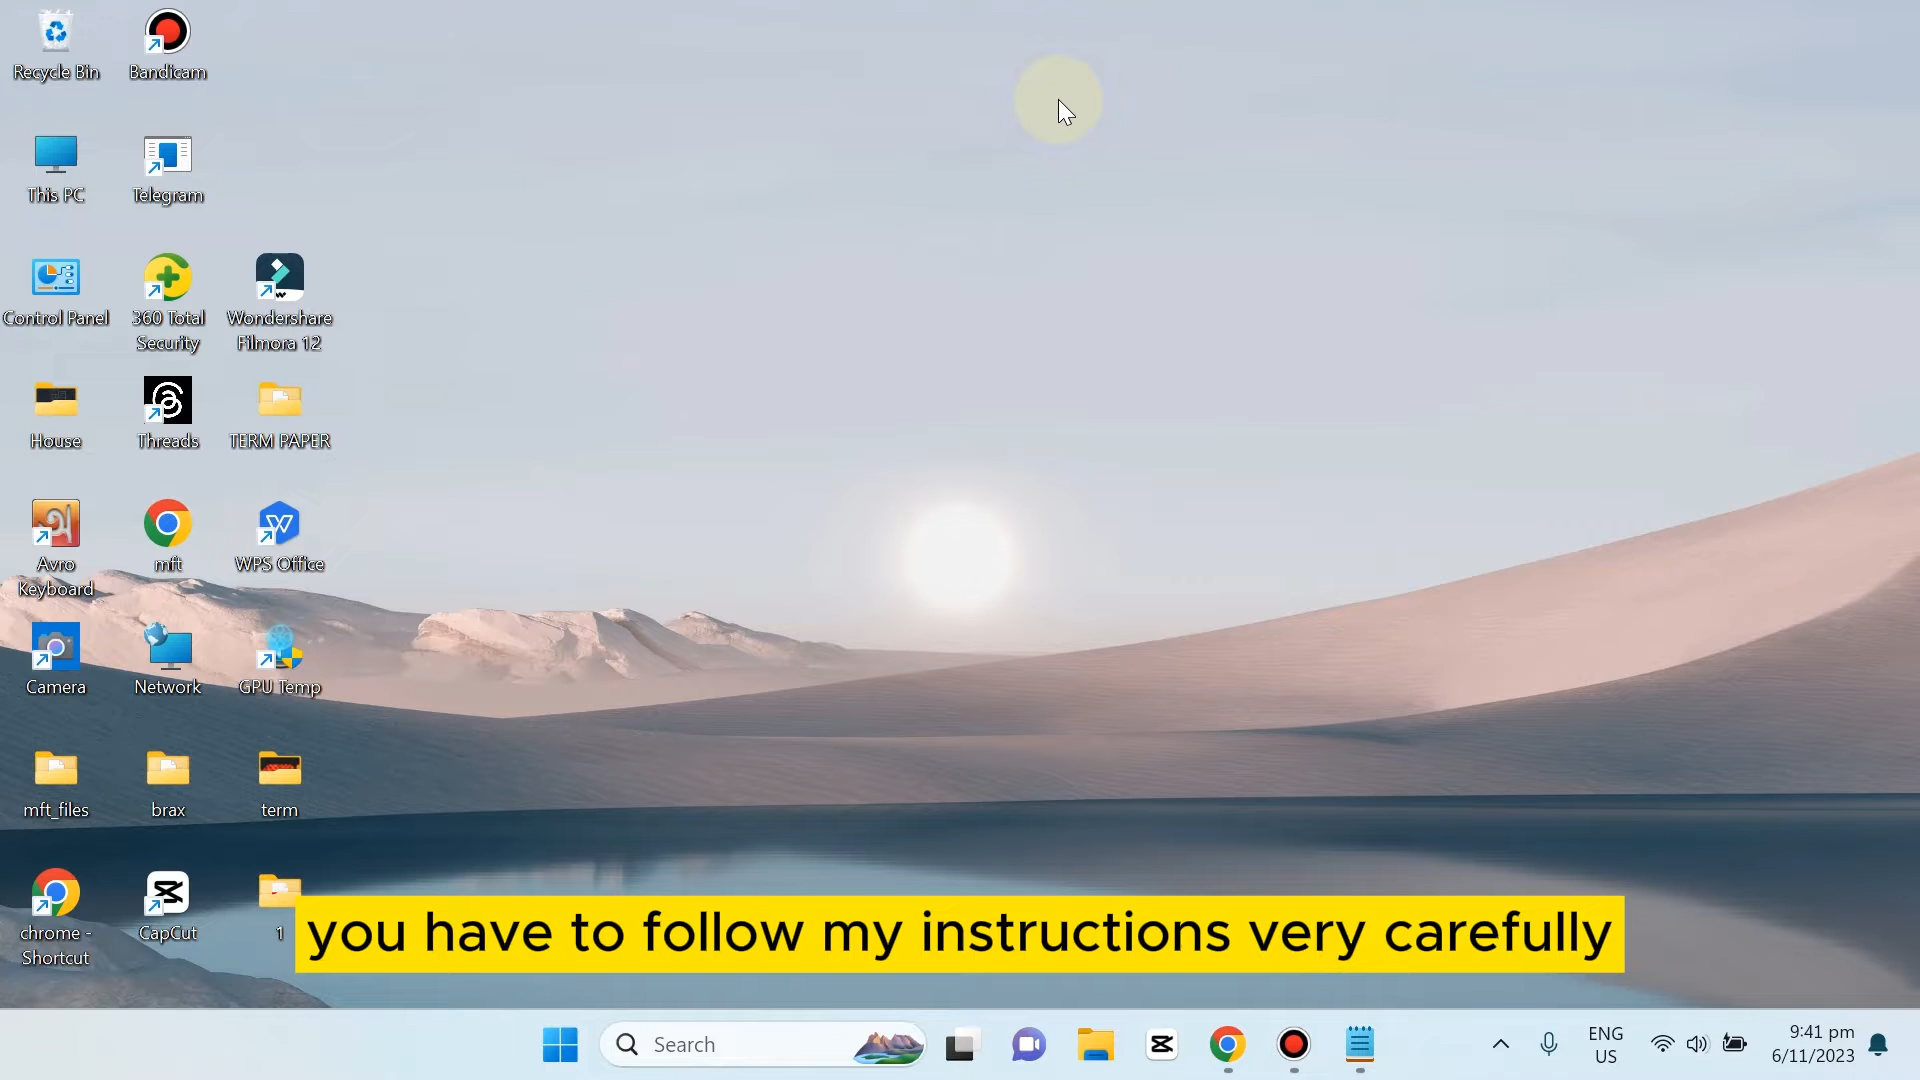 Recycle Bin
Bandicam
This PC
Telegram
Control Panel
360 Total
Security
Wondershare
Filmora 12
House
Threads
TERM PAPER
Avro
Keyboard
mft
WPS Office
Camera
Network
GPU Temp
mft_files
brax
term
chrome -
Shortcut
CapCut
1
you have to follow my instructions very carefully
Search
ENG
US
9:41 pm
6/11/2023